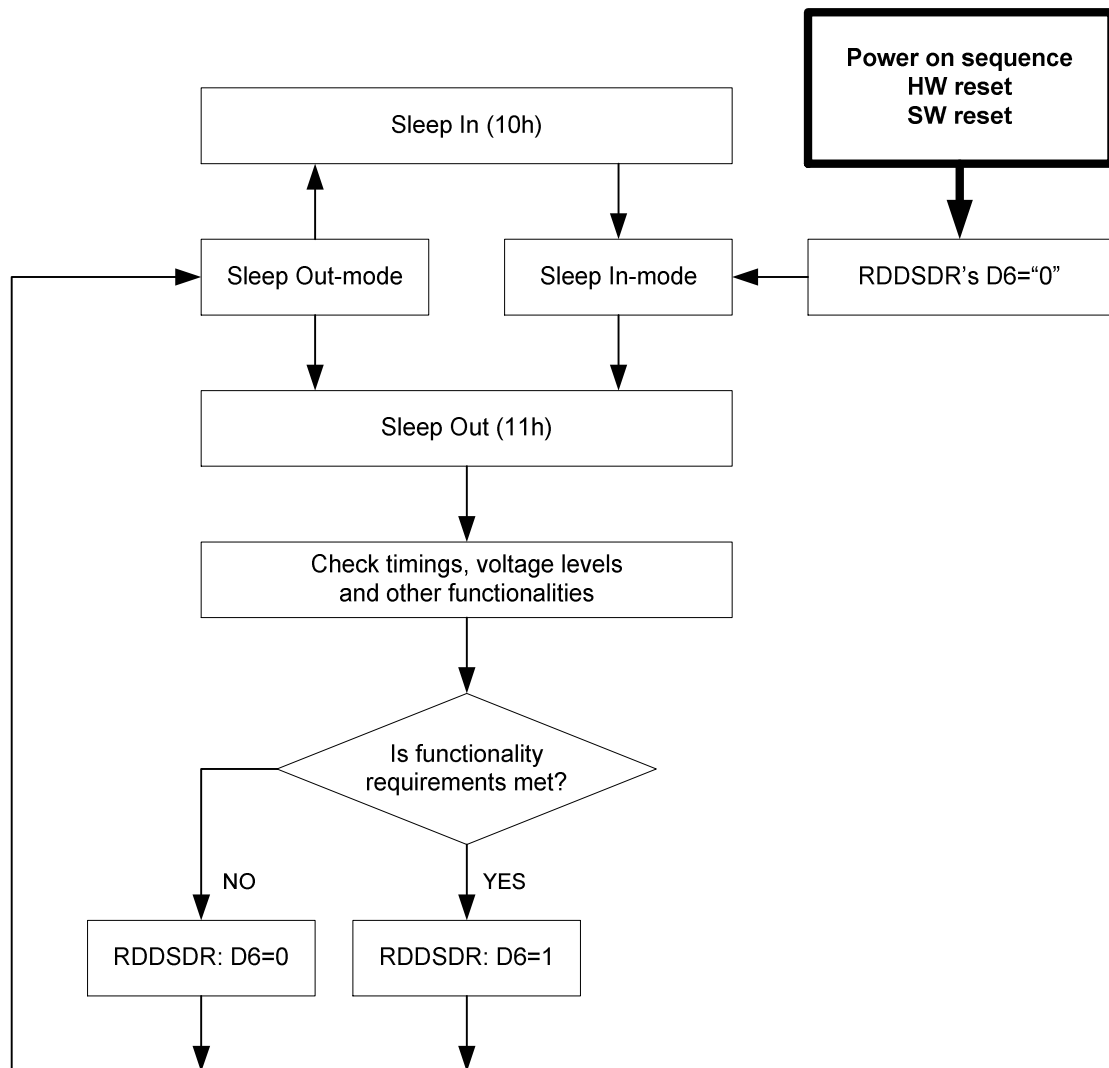 Power on sequence
HW reset
SW reset
Sleep In (10h)
Sleep Out-mode
Sleep In-mode
RDDSDR’s D6=“0”
Sleep Out (11h)
Check timings, voltage levels
and other functionalities
Is functionality
requirements met?
NO
YES
RDDSDR: D6=0
RDDSDR: D6=1